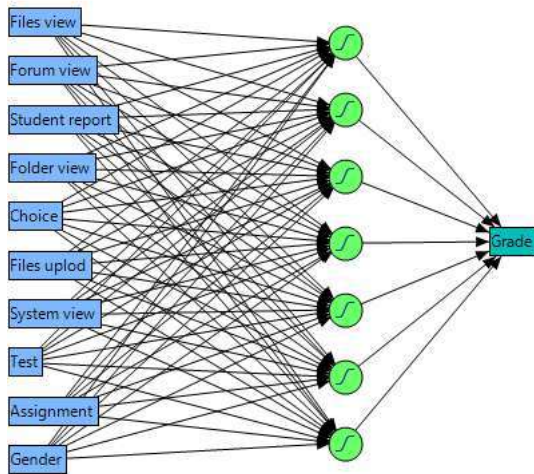 Files view
Forum view
Student report
Folder view
Choice
Files uplod
System view
Test
Assignment
Gender
Grade